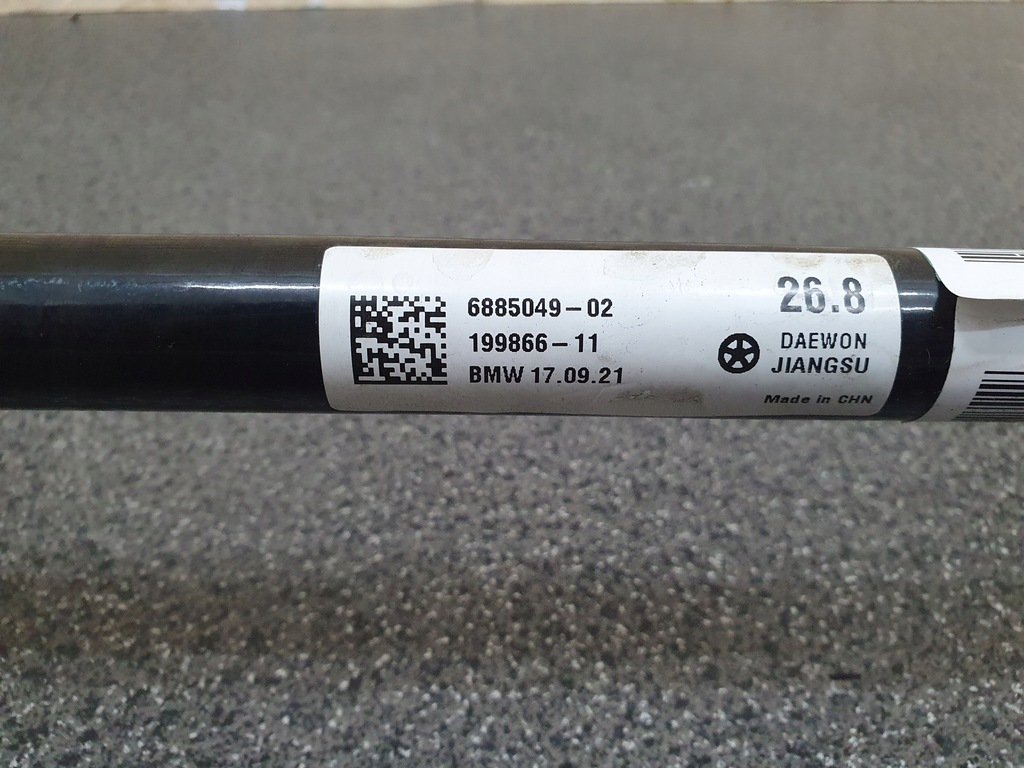 6885049-02
199866-11
BMW 17.09.21
26.8
DAEWON
JIANGSU
Made in CHN